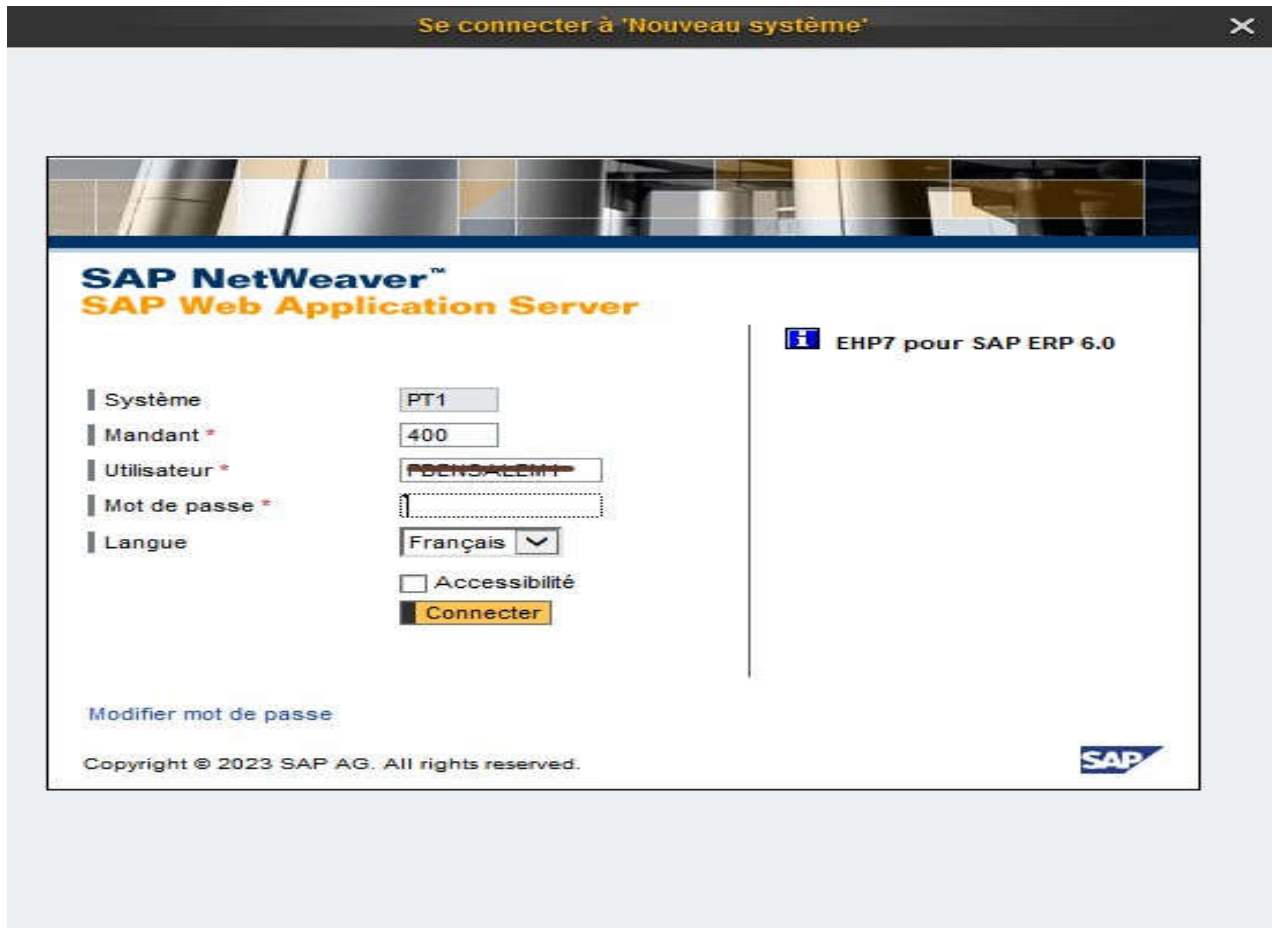 Se connecter à 'Nouveau système'
SAP NetWeaver™
SAP Web Application Server
EHP7 pour SAP ERP 6.0
Système PT1
Mandant * 400
Utilisateur *
Mot de passe *
Langue Français
Accessibilité
Connecter
Modifier mot de passe
Copyright © 2023 SAP AG. All rights reserved.
SAP